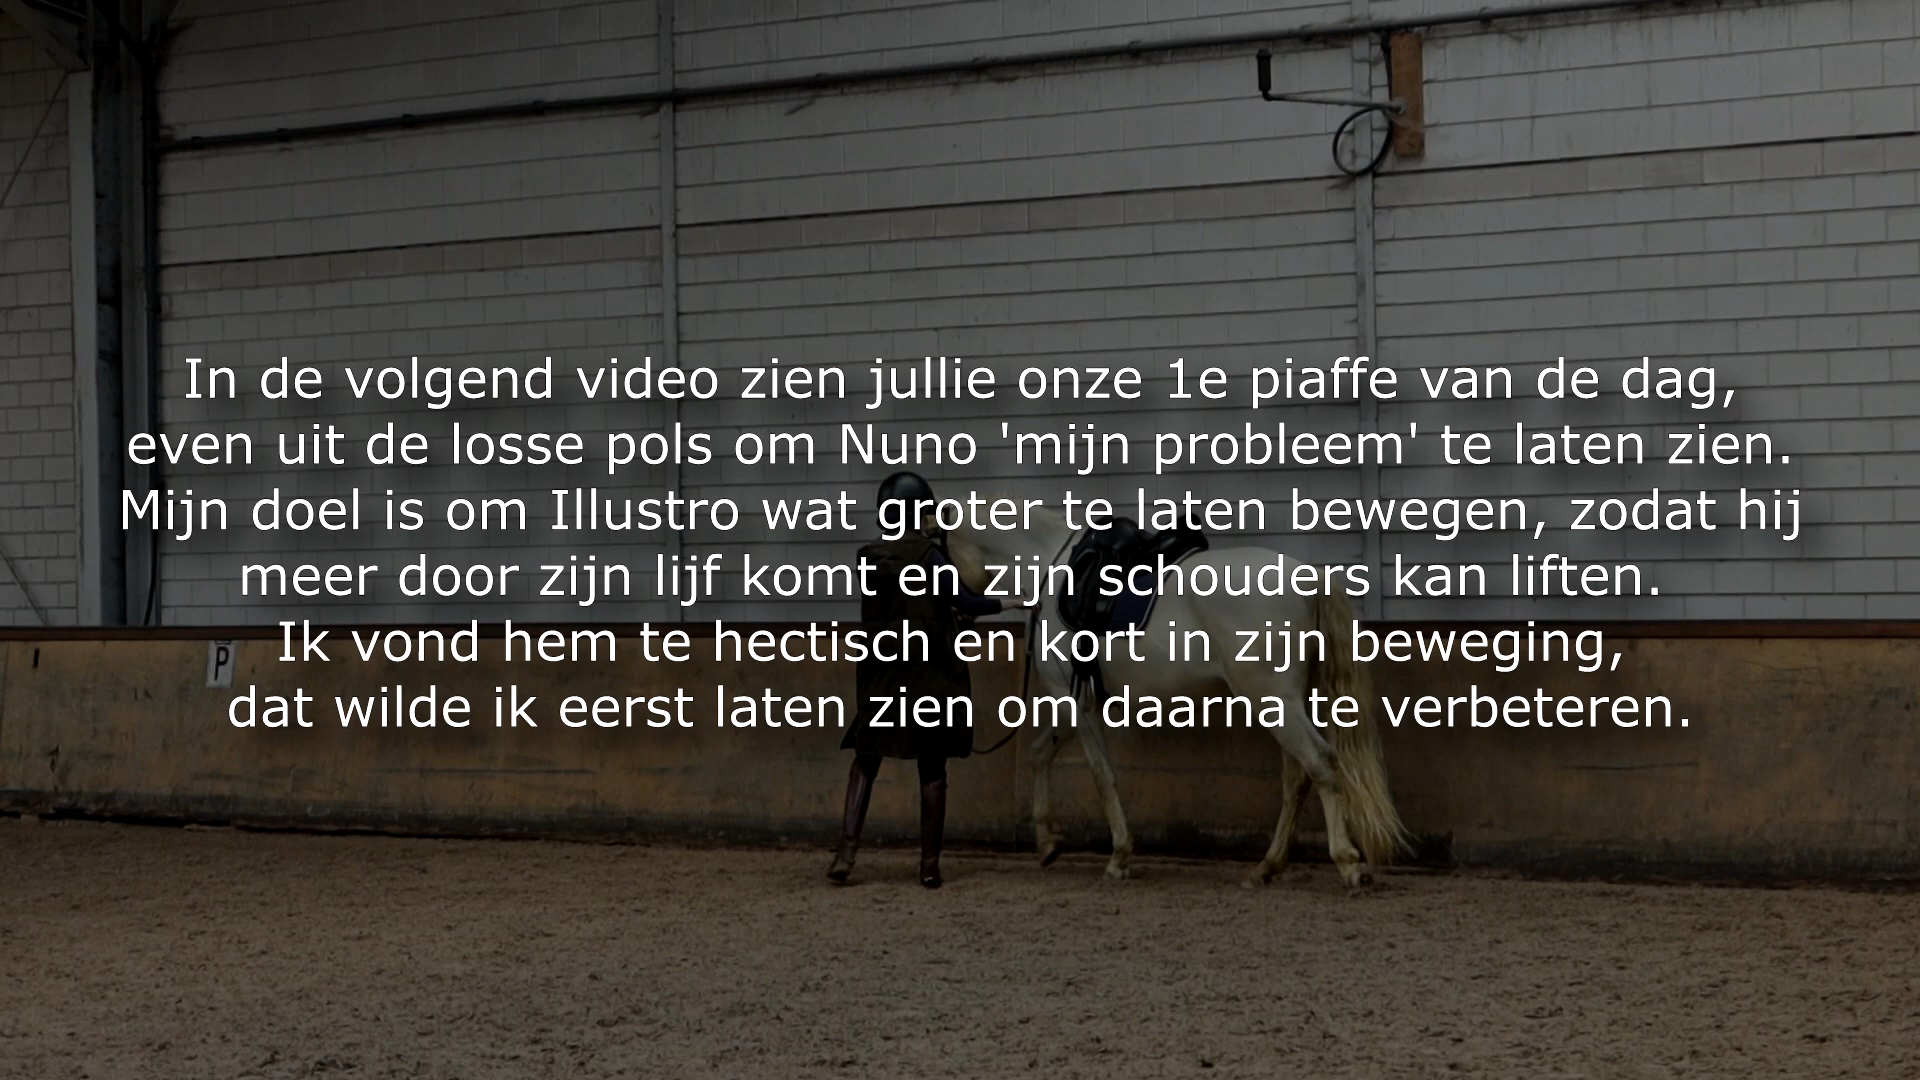 In de volgend video zien jullie onze 1e piaffe van de dag,
even uit de losse pols om Nuno 'mijn probleem' te laten zien.
Mijn doel is om Illustro wat groter te laten bewegen, zodat hij
meer door zijn lijf komt en zijn schouders kan liften.
Ik vond hem te hectisch en kort in zijn beweging,
dat wilde ik eerst laten zien om daarna te verbeteren.
P